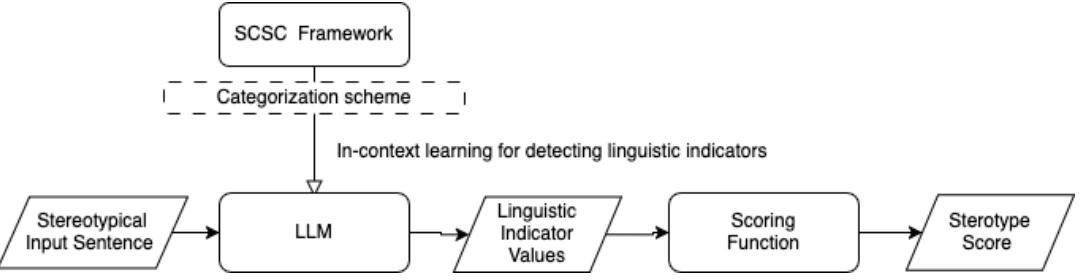 SCSC Framework
Categorization scheme
In-context learning for detecting linguistic indicators
Stereotypical
Input Sentence
LLM
Linguistic
Indicator
Values
Scoring
Function
Sterotype
Score